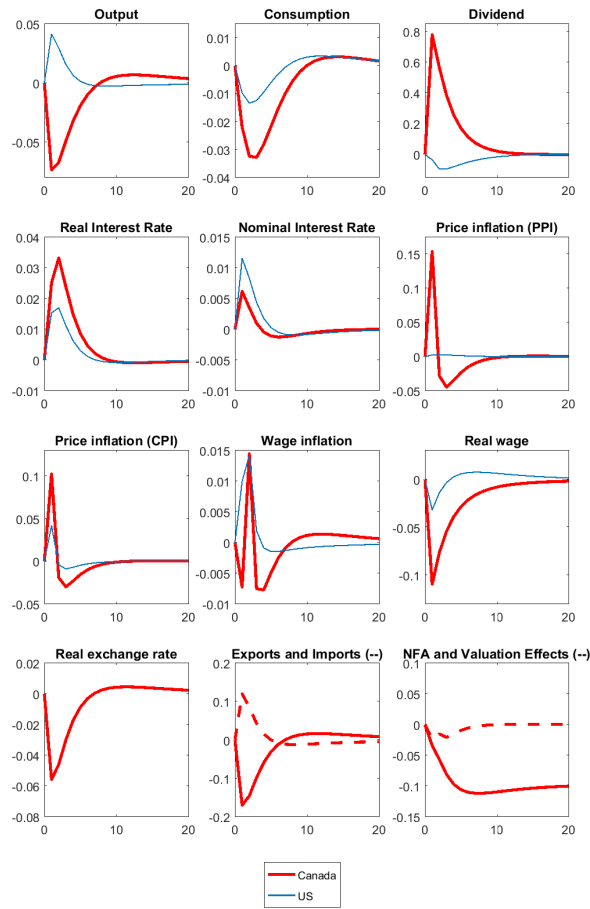 Output Consumption Dividend
0.05 0.01 0.8
0 0 0.6
-0.05 -0.01 0.4
-0.02 0.2
-0.03 0
-0.04
0 10 20 0 10 20 0 10 20
Real Interest Rate Nominal Interest Rate Price inflation (PPI)
0.04 0.015
0.03 0.01 0.15
0.02 0.005 0.1
0.01 0 0.05
0 -0.005 0
-0.01 -0.01 -0.05
0 10 20 0 10 20 0 10 20
Price inflation (CPI) Wage inflation Real wage
0.015
0.1 0.01 0
0.05 0.005 -0.05
0 0 -0.1
-0.005
-0.05 -0.01
0 10 20 0 10 20 0 10 20
Real exchange rate Exports and Imports (--) NFA and Valuation Effects (--)
0.02 0.2 0.1
0 0.1 0.05
-0.02 0 0
-0.04 -0.1 -0.05
-0.06 -0.2 -0.1
-0.08 -0.15
0 10 20 0 10 20 0 10 20
Canada
US